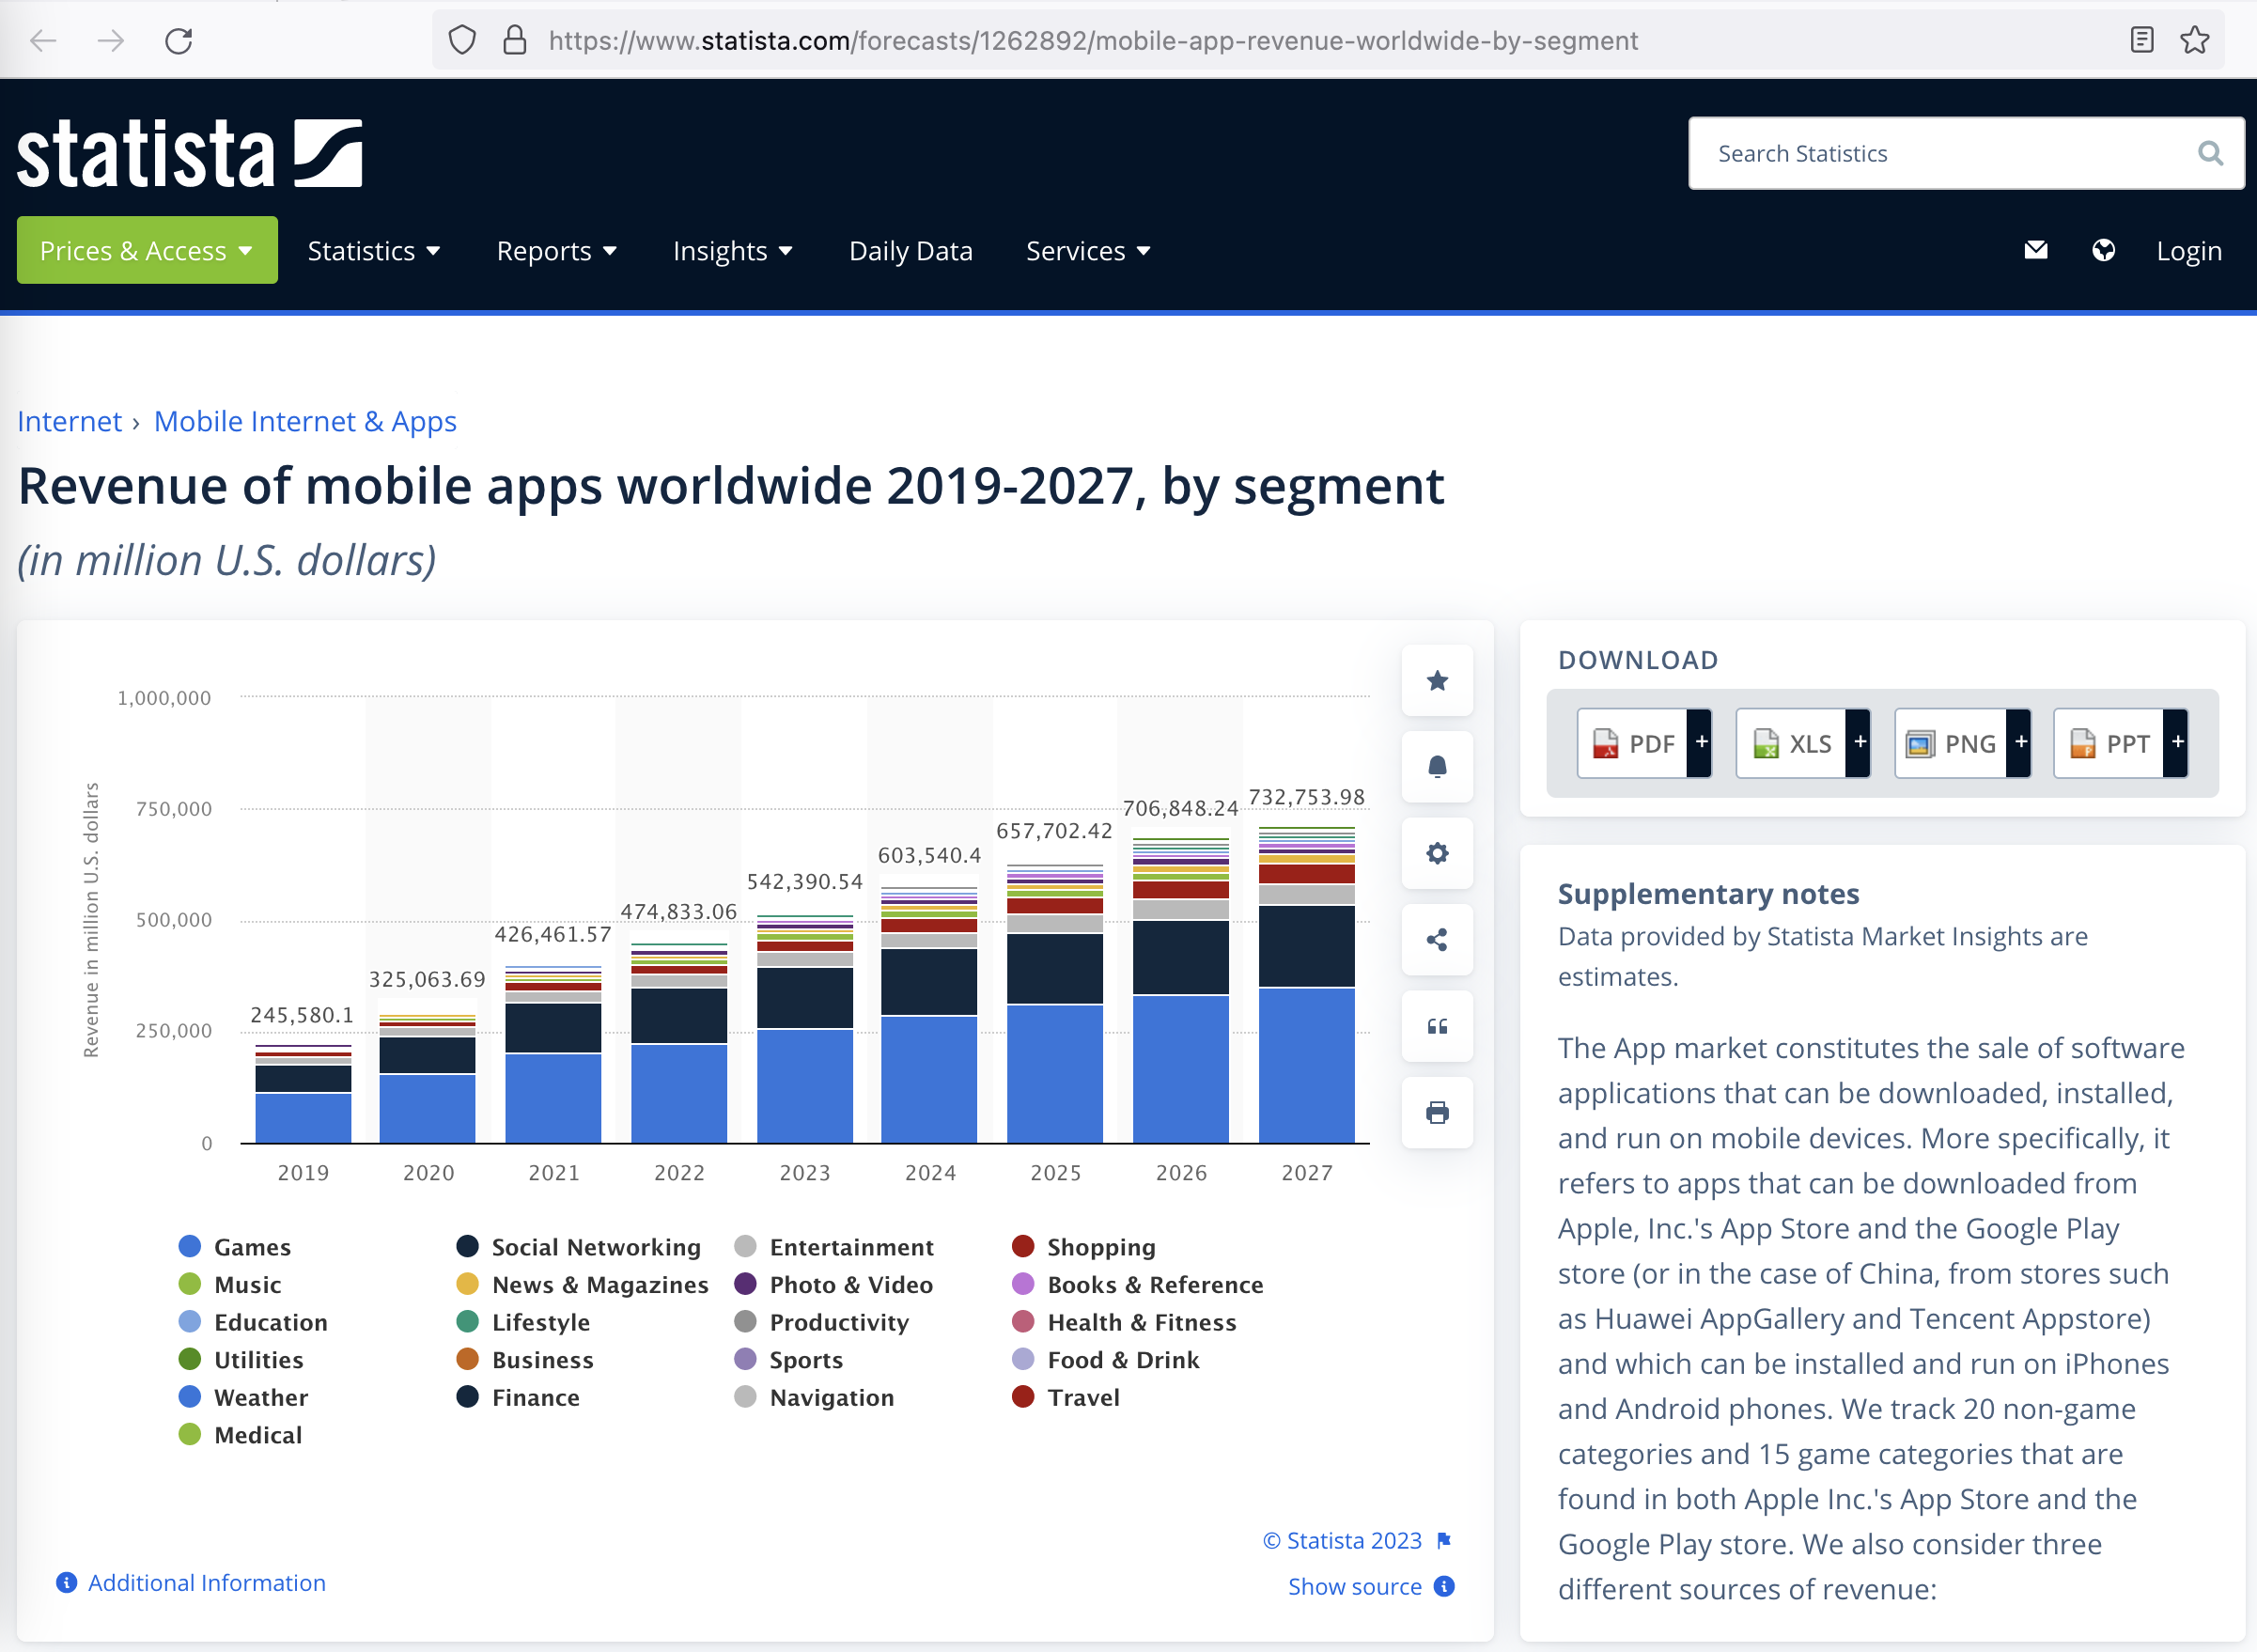 https://www.statista.com/forecasts/1262892/mobile-app-revenue-worldwide-by-segment
statista
Search Statistics
Prices & Access Statistics Reports Insights Daily Data Services Login
Internet › Mobile Internet & Apps
Revenue of mobile apps worldwide 2019-2027, by segment
(in million U.S. dollars)
Revenue in million U.S. dollars
1,000,000
750,000
500,000
250,000
0
245,580.1
325,063.69
426,461.57
474,833.06
542,390.54
603,540.4
657,702.42
706,848.24
732,753.98
2019 2020 2021 2022 2023 2024 2025 2026 2027
Games Social Networking Entertainment Shopping
Music News & Magazines Photo & Video Books & Reference
Education Lifestyle Productivity Health & Fitness
Utilities Business Sports Food & Drink
Weather Finance Navigation Travel
Medical
© Statista 2023
Additional Information
Show source
DOWNLOAD
PDF + XLS + PNG + PPT +
Supplementary notes
Data provided by Statista Market Insights are
estimates.
The App market constitutes the sale of software
applications that can be downloaded, installed,
and run on mobile devices. More specifically, it
refers to apps that can be downloaded from
Apple, Inc.'s App Store and the Google Play
store (or in the case of China, from stores such
as Huawei AppGallery and Tencent Appstore)
and which can be installed and run on iPhones
and Android phones. We track 20 non-game
categories and 15 game categories that are
found in both Apple Inc.'s App Store and the
Google Play store. We also consider three
different sources of revenue: